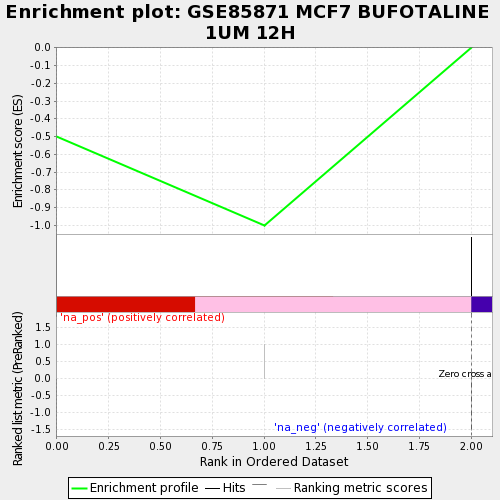 Enrichment plot: GSE85871 MCF7 BUFOTALINE
1UM 12H
Enrichment score (ES)
0.0
-0.1
-0.2
-0.3
-0.4
-0.5
-0.6
-0.7
-0.8
-0.9
-1.0
'na_pos' (positively correlated)
Ranked list metric (PreRanked)
1.5
1.0
0.5
0.0
-0.5
-1.0
-1.5
Zero cross a
'na_neg' (negatively correlated)
0.00 0.25 0.50 0.75 1.00 1.25 1.50 1.75 2.00
Rank in Ordered Dataset
Enrichment profile Hits Ranking metric scores